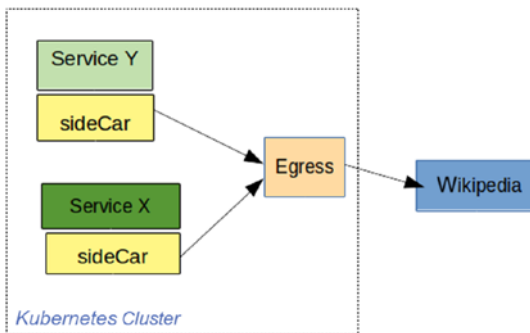 Service Y
sideCar
Egress
Wikipedia
Service X
sideCar
Kubernetes Cluster